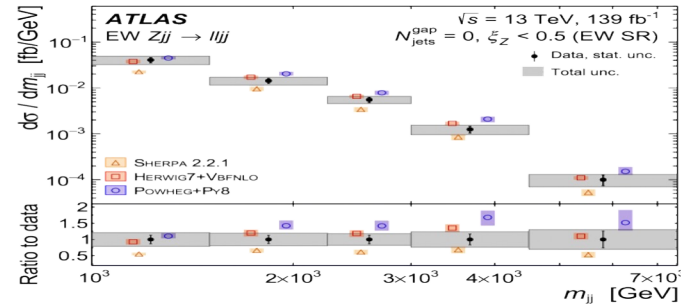 ATLAS
EW Zjj → lljj
√s = 13 TeV, 139 fb⁻¹
N_jets^gap = 0, ξ_Z < 0.5 (EW SR)
Data, stat. unc.
Total unc.
dσ / dm_jj [fb/GeV]
10⁻¹
10⁻²
10⁻³
10⁻⁴
SHERPA 2.2.1
HERWIG7+VBFNLO
POWHEG+PY8
Ratio to data
2
1.5
1
0.5
10³
2×10³
3×10³
4×10³
7×10³
m_jj [GeV]